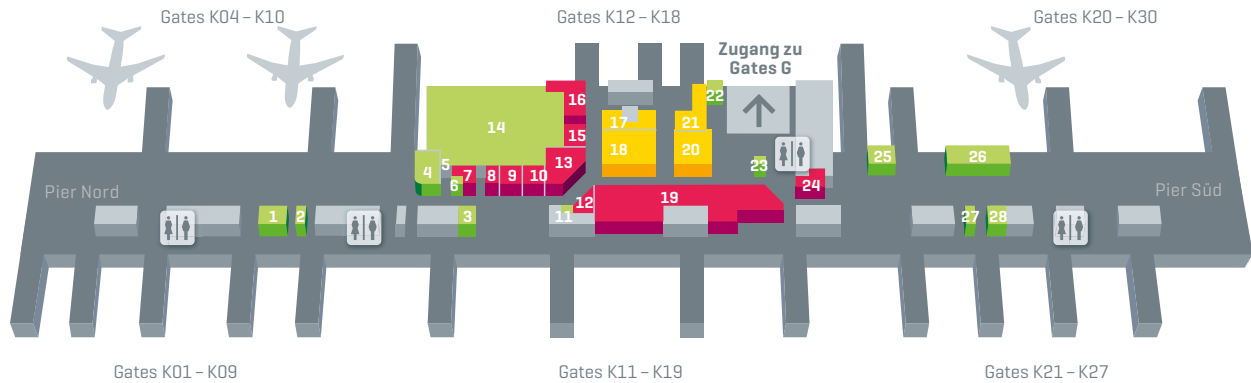 Gates K04 – K10
Gates K12 – K18
Gates K20 – K30
Zugang zu
Gates G
16
22
14
17
21
15
18
20
13
25
26
5
4
23
7
8
9
10
6
24
Pier Nord
Pier Süd
19
12
1
2
3
11
27
28
Gates K01 – K09
Gates K11 – K19
Gates K21 – K27